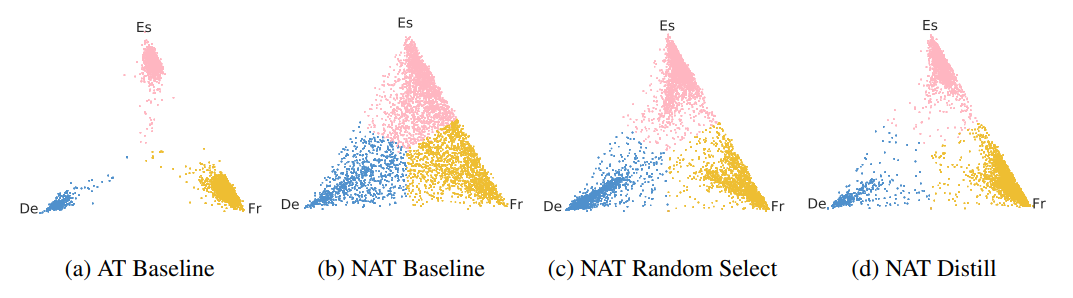 Es
De
Fr
(a) AT Baseline
Es
De
Fr
(b) NAT Baseline
Es
De
Fr
(c) NAT Random Select
Es
De
Fr
(d) NAT Distill